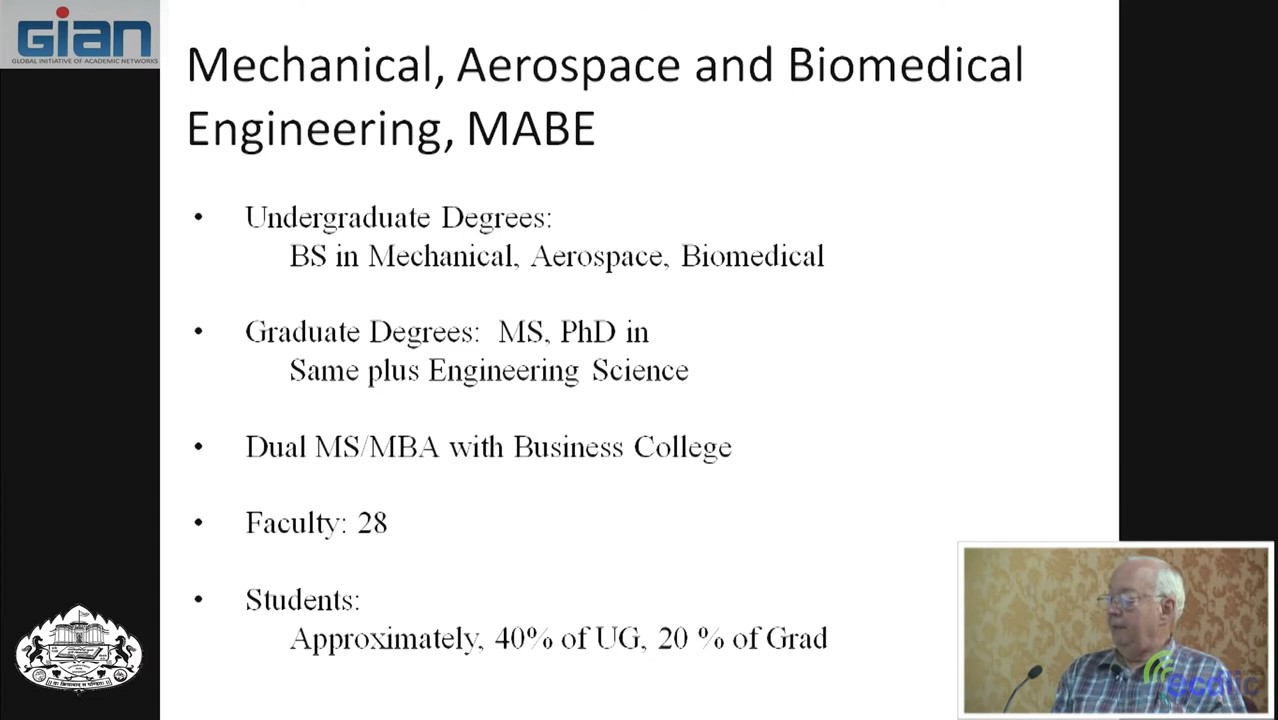 GIAN
GLOBAL INITIATIVE OF ACADEMIC NETWORKS
Mechanical, Aerospace and Biomedical
Engineering, MABE
• Undergraduate Degrees:
BS in Mechanical, Aerospace, Biomedical
• Graduate Degrees: MS, PhD in
Same plus Engineering Science
• Dual MS/MBA with Business College
• Faculty: 28
• Students:
Approximately, 40% of UG, 20 % of Grad